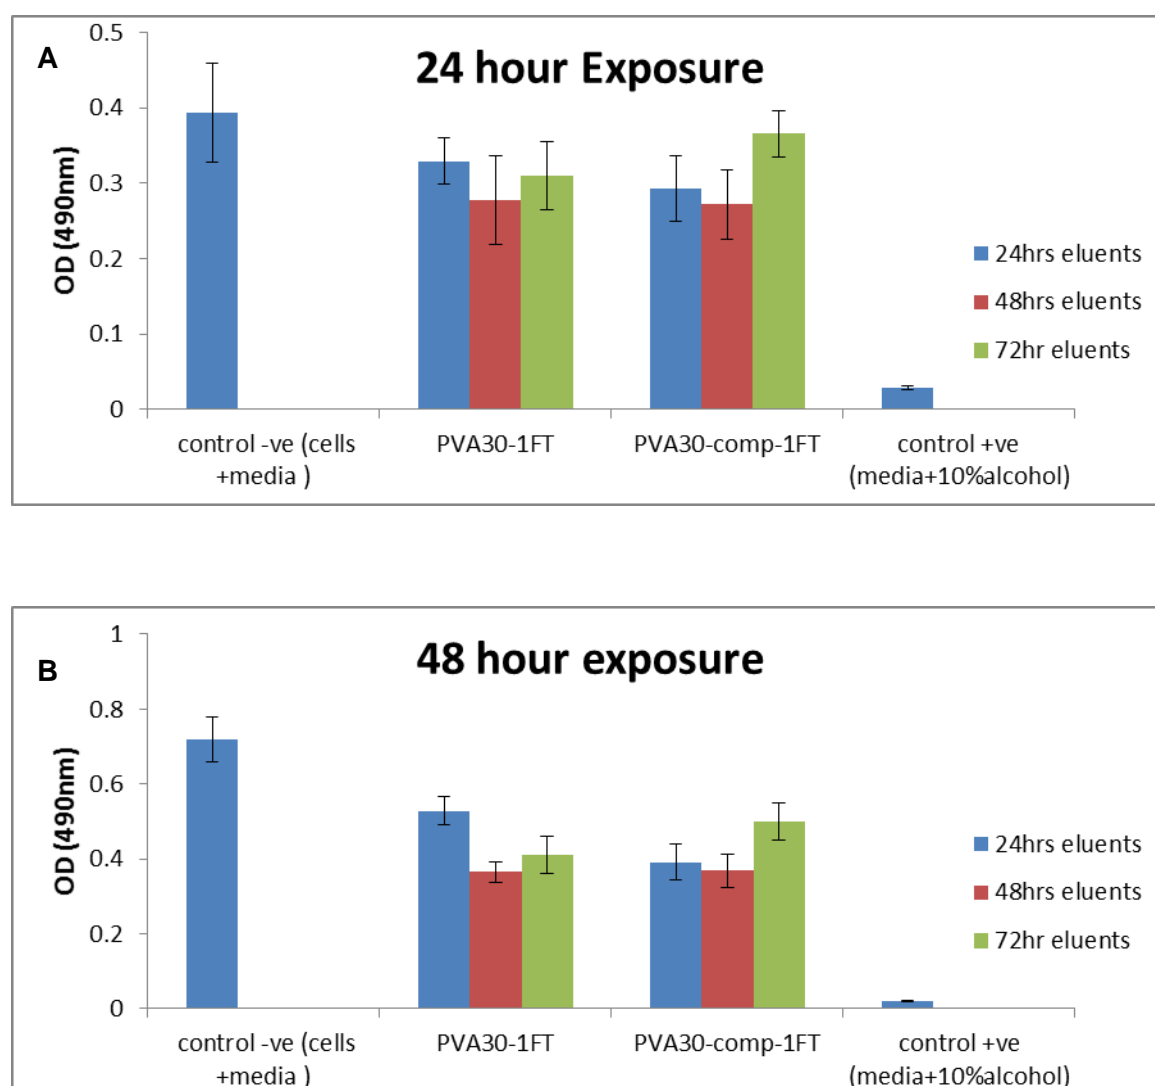 A
24 hour Exposure
OD (490nm)
0.5
0.4
0.3
0.2
0.1
0
24hrs eluents
48hrs eluents
72hr eluents
control -ve (cells
+media )
PVA30-1FT
PVA30-comp-1FT
control +ve
(media+10%alcohol)
B
48 hour exposure
OD (490nm)
1
0.8
0.6
0.4
0.2
0
24hrs eluents
48hrs eluents
72hr eluents
control -ve (cells
+media )
PVA30-1FT
PVA30-comp-1FT
control +ve
(media+10%alcohol)